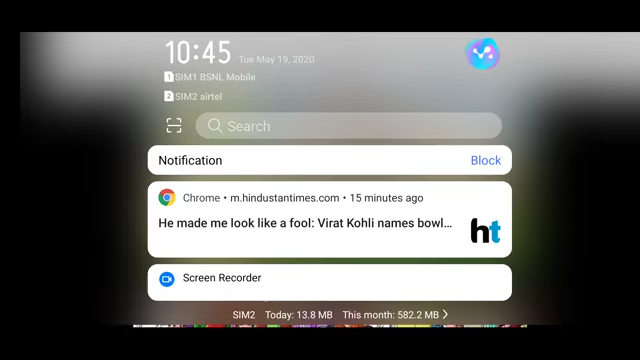 10:45 Tue May 19, 2020
1 SIM1 BSNL Mobile
2 SIM2 airtel
Search
Notification Block
Chrome • m.hindustantimes.com • 15 minutes ago
He made me look like a fool: Virat Kohli names bowl...
ht
Screen Recorder
SIM2 Today: 13.8 MB This month: 582.2 MB